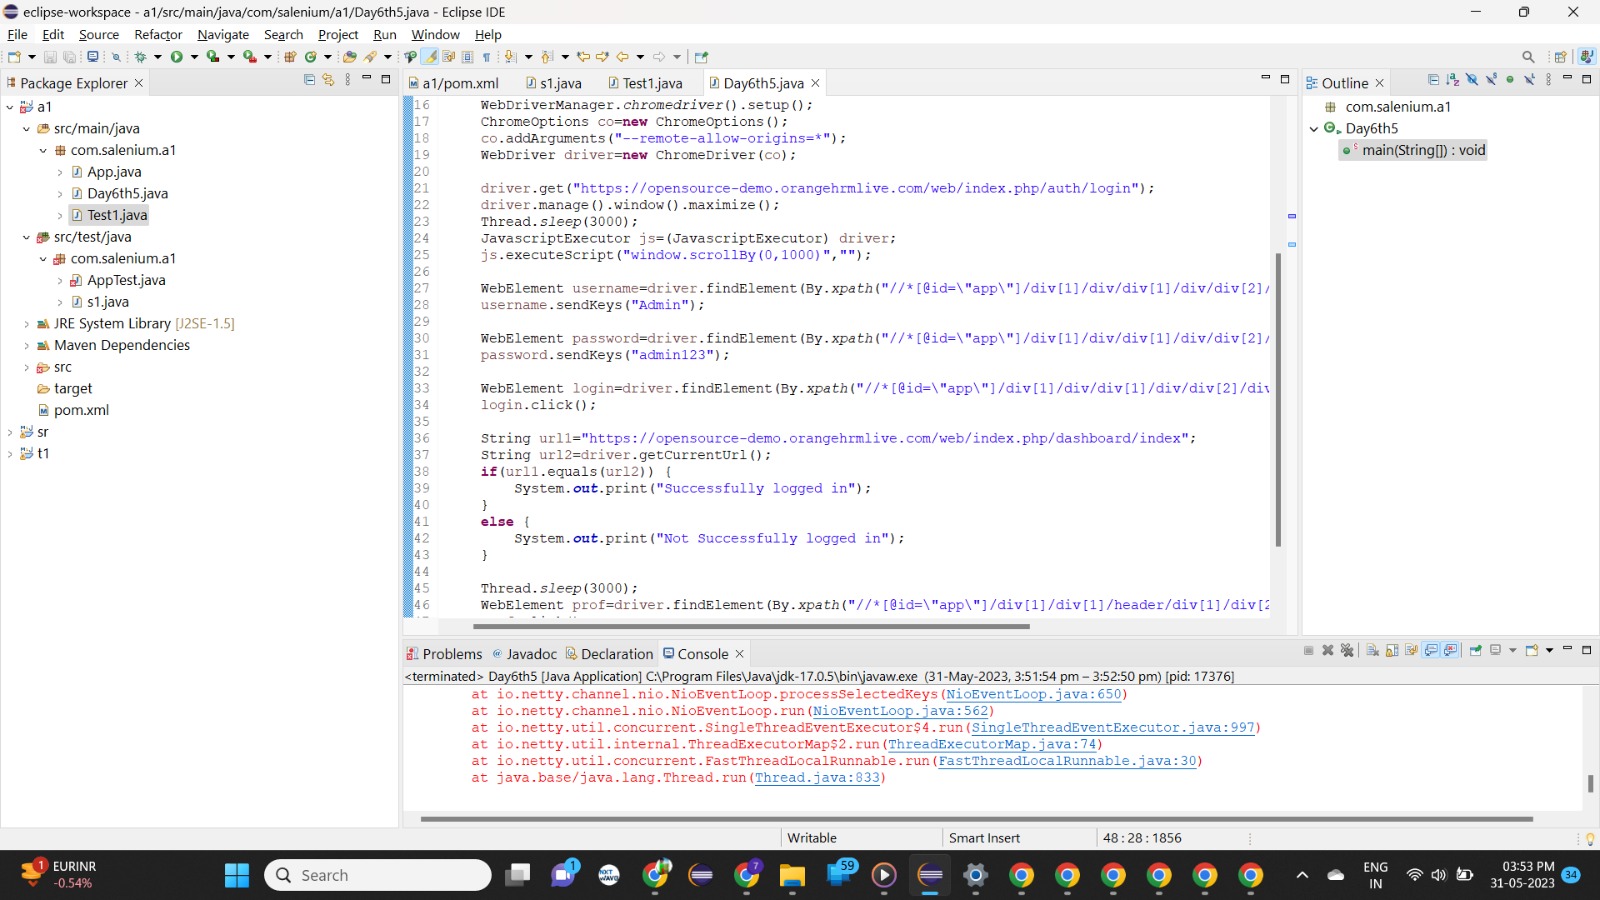 eclipse-workspace - a1/src/main/java/com/salenium/a1/Day6th5.java - Eclipse IDE
File Edit Source Refactor Navigate Search Project Run Window Help
Package Explorer
a1
src/main/java
com.salenium.a1
App.java
Day6th5.java
Test1.java
src/test/java
com.salenium.a1
AppTest.java
s1.java
JRE System Library [J2SE-1.5]
Maven Dependencies
src
target
pom.xml
sr
t1
a1/pom.xml s1.java Test1.java Day6th5.java
16 WebDriverManager.chromedriver().setup();
17 ChromeOptions co=new ChromeOptions();
18 co.addArguments("--remote-allow-origins=*");
19 WebDriver driver=new ChromeDriver(co);
20
21 driver.get("https://opensource-demo.orangehrmlive.com/web/index.php/auth/login");
22 driver.manage().window().maximize();
23 Thread.sleep(3000);
24 JavascriptExecutor js=(JavascriptExecutor) driver;
25 js.executeScript("window.scrollBy(0,1000)","");
26
27 WebElement username=driver.findElement(By.xpath("//*[@id=\"app\"]/div[1]/div/div[1]/div/div[2]/
28 username.sendKeys("Admin");
29
30 WebElement password=driver.findElement(By.xpath("//*[@id=\"app\"]/div[1]/div/div[1]/div/div[2]/
31 password.sendKeys("admin123");
32
33 WebElement login=driver.findElement(By.xpath("//*[@id=\"app\"]/div[1]/div/div[1]/div/div[2]/div
34 login.click();
35
36 String url1="https://opensource-demo.orangehrmlive.com/web/index.php/dashboard/index";
37 String url2=driver.getCurrentUrl();
38 if(url1.equals(url2)) {
39 System.out.print("Successfully logged in");
40 }
41 else {
42 System.out.print("Not Successfully logged in");
43 }
44
45 Thread.sleep(3000);
46 WebElement prof=driver.findElement(By.xpath("//*[@id=\"app\"]/div[1]/div[1]/header/div[1]/div[2
Outline
com.salenium.a1
Day6th5
main(String[]) : void
Problems Javadoc Declaration Console
<terminated> Day6th5 [Java Application] C:\Program Files\Java\jdk-17.0.5\bin\javaw.exe (31-May-2023, 3:51:54 pm – 3:52:50 pm) [pid: 17376]
at io.netty.channel.nio.NioEventLoop.processSelectedKeys(NioEventLoop.java:650)
at io.netty.channel.nio.NioEventLoop.run(NioEventLoop.java:562)
at io.netty.util.concurrent.SingleThreadEventExecutor$4.run(SingleThreadEventExecutor.java:997)
at io.netty.util.internal.ThreadExecutorMap$2.run(ThreadExecutorMap.java:74)
at io.netty.util.concurrent.FastThreadLocalRunnable.run(FastThreadLocalRunnable.java:30)
at java.base/java.lang.Thread.run(Thread.java:833)
Writable Smart Insert 48 : 28 : 1856
1 EURINR
-0.54%
Search
1
7
59
ENG
IN
03:53 PM
31-05-2023
34